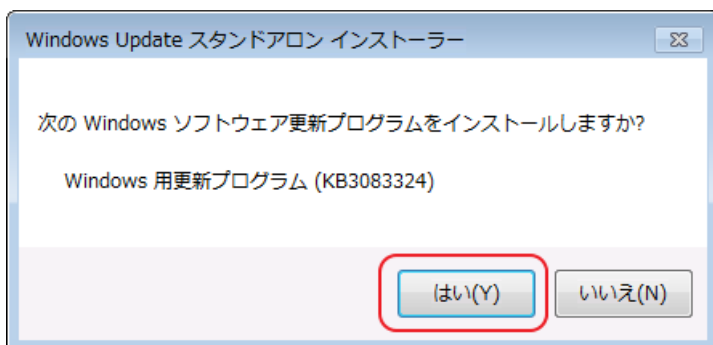 Windows Update スタンドアロン インストーラー
次の Windows ソフトウェア更新プログラムをインストールしますか?
Windows 用更新プログラム (KB3083324)
はい(Y)
いいえ(N)